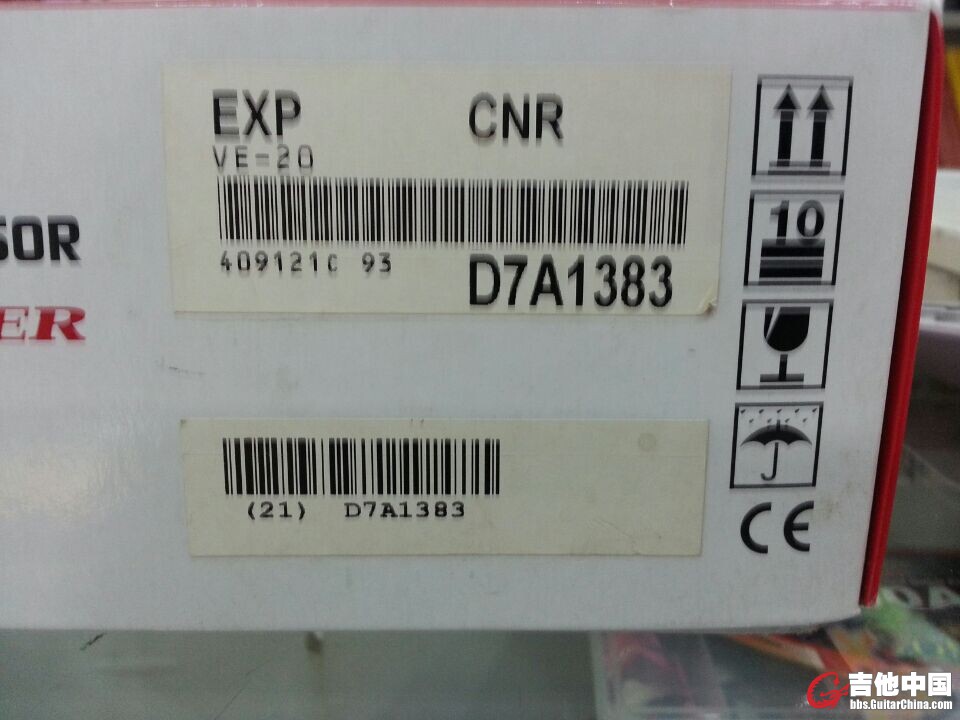 EXP CNR
VE-20
409121C 93
D7A1383
10
SOR
ER
(21) D7A1383
CE
吉他中国
bbs.GuitarChina.com